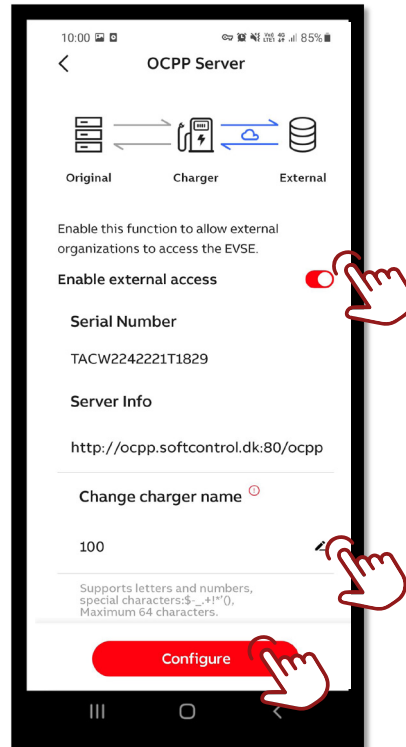 10:00 85%
OCPP Server
Original Charger External
Enable this function to allow external
organizations to access the EVSE.
Enable external access
Serial Number
TACW2242221T1829
Server Info
http://ocpp.softcontrol.dk:80/ocpp
Change charger name
100
Supports letters and numbers,
special characters:$-_.+!*'(),
Maximum 64 characters.
Configure